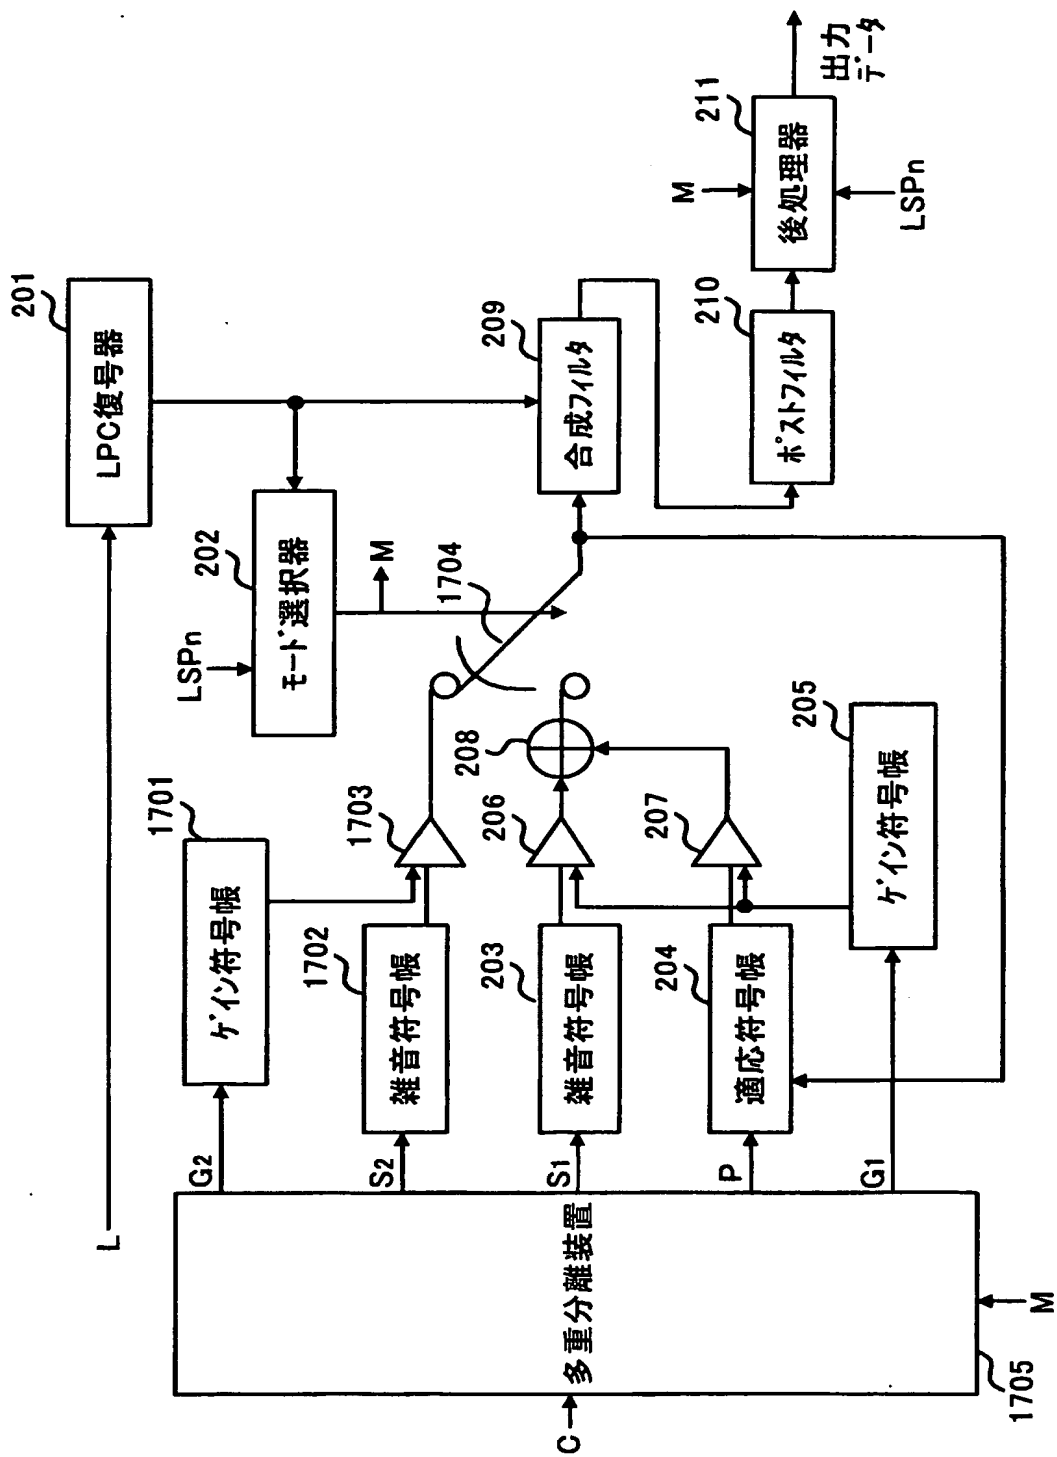 L
201
LPC復号器
LSPn
202
モード選択器
M
G2
1701
ゲイン符号帳
S2
1702
雑音符号帳
1703
1704
C
多重分離装置
1705
M
S1
203
雑音符号帳
206
208
209
合成フィルタ
P
204
適応符号帳
207
G1
205
ゲイン符号帳
210
ポストフィルタ
M
211
後処理器
LSPn
出力
データ